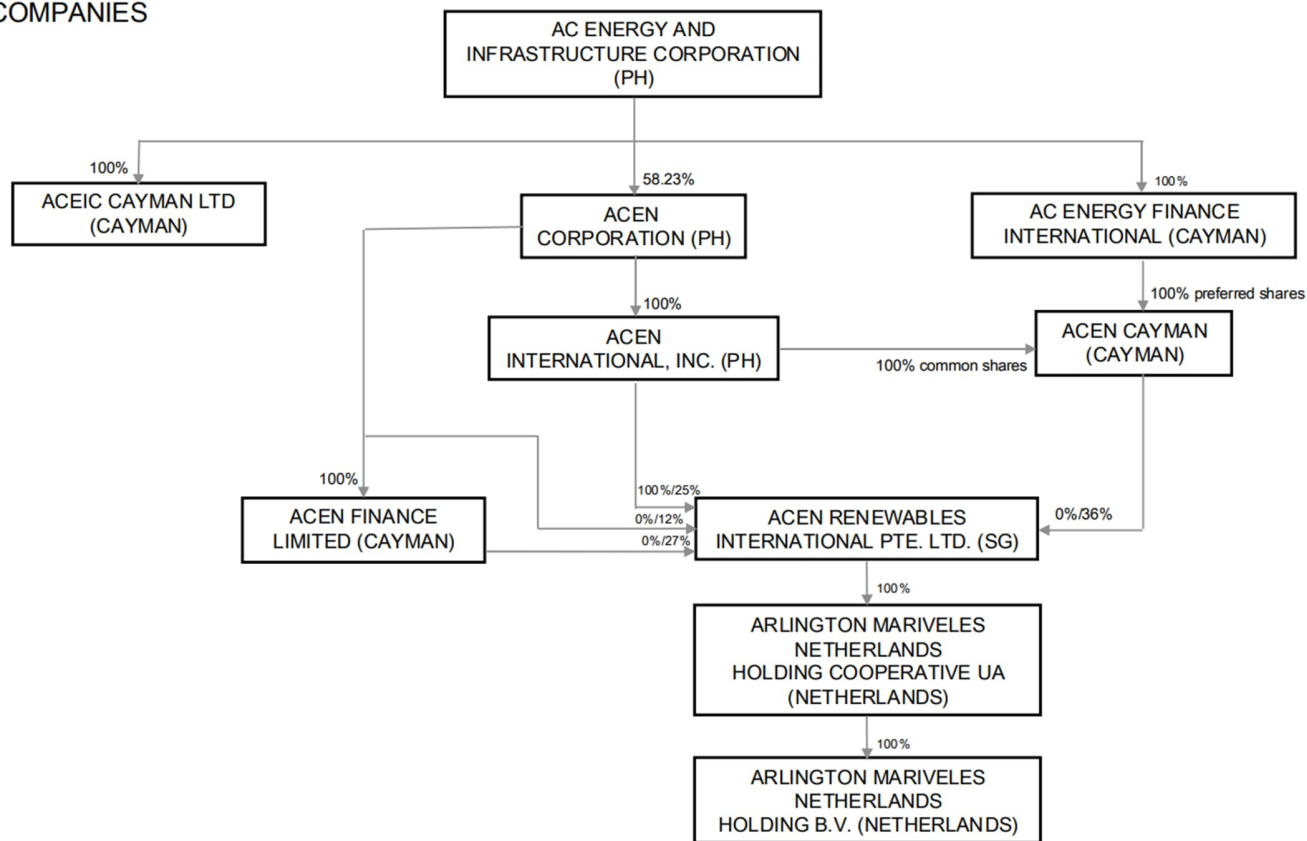 COMPANIES
AC ENERGY AND
INFRASTRUCTURE CORPORATION
(PH)
100%
58.23%
100%
ACEIC CAYMAN LTD
(CAYMAN)
ACEN
CORPORATION (PH)
AC ENERGY FINANCE
INTERNATIONAL (CAYMAN)
100%
100% preferred shares
ACEN
INTERNATIONAL, INC. (PH)
100% common shares
ACEN CAYMAN
(CAYMAN)
100%
100%/25%
0%/12%
0%/27%
0%/36%
ACEN FINANCE
LIMITED (CAYMAN)
ACEN RENEWABLES
INTERNATIONAL PTE. LTD. (SG)
100%
ARLINGTON MARIVELES
NETHERLANDS
HOLDING COOPERATIVE UA
(NETHERLANDS)
100%
ARLINGTON MARIVELES
NETHERLANDS
HOLDING B.V. (NETHERLANDS)